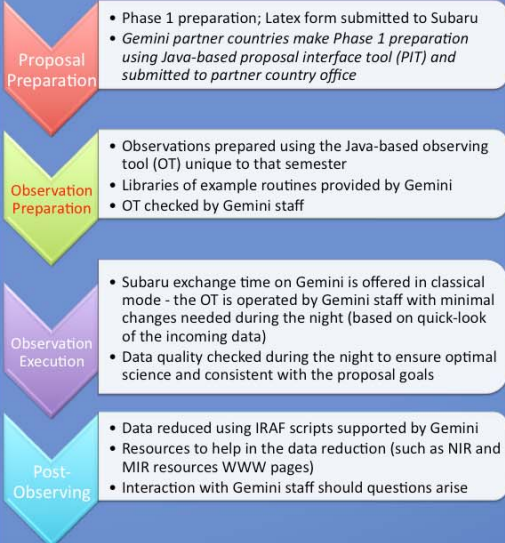 Proposal
Preparation
• Phase 1 preparation; Latex form submitted to Subaru
• Gemini partner countries make Phase 1 preparation
using Java-based proposal interface tool (PIT) and
submitted to partner country office
Observation
Preparation
• Observations prepared using the Java-based observing
tool (OT) unique to that semester
• Libraries of example routines provided by Gemini
• OT checked by Gemini staff
Observation
Execution
• Subaru exchange time on Gemini is offered in classical
mode - the OT is operated by Gemini staff with minimal
changes needed during the night (based on quick-look
of the incoming data)
• Data quality checked during the night to ensure optimal
science and consistent with the proposal goals
Post-
Observing
• Data reduced using IRAF scripts supported by Gemini
• Resources to help in the data reduction (such as NIR and
MIR resources WWW pages)
• Interaction with Gemini staff should questions arise